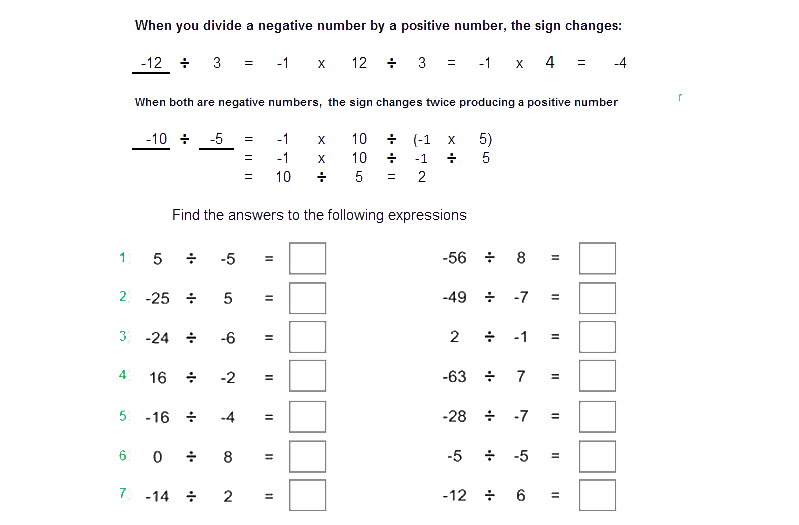 When you divide a negative number by a positive number, the sign changes:
-12 ÷ 3 = -1 x 12 ÷ 3 = -1 x 4 = -4
When both are negative numbers, the sign changes twice producing a positive number r
-10 ÷ -5 = -1 x 10 ÷ (-1 x 5)
= -1 x 10 ÷ -1 ÷ 5
= 10 ÷ 5 = 2
Find the answers to the following expressions
1 5 ÷ -5 = -56 ÷ 8 =
2 -25 ÷ 5 = -49 ÷ -7 =
3 -24 ÷ -6 = 2 ÷ -1 =
4 16 ÷ -2 = -63 ÷ 7 =
5 -16 ÷ -4 = -28 ÷ -7 =
6 0 ÷ 8 = -5 ÷ -5 =
7 -14 ÷ 2 = -12 ÷ 6 =